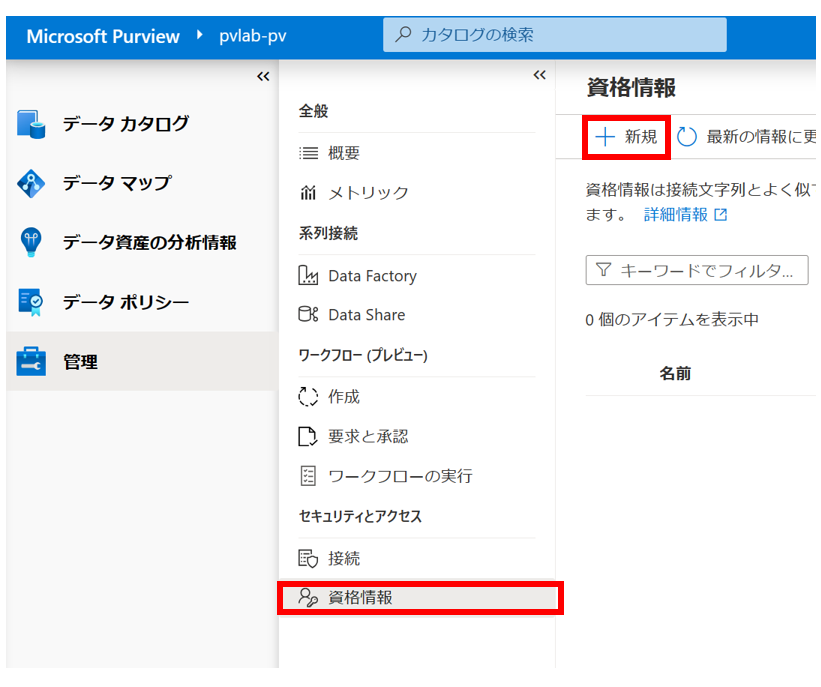 Microsoft Purview pvlab-pv
カタログの検索
データ カタログ
データ マップ
データ資産の分析情報
データ ポリシー
管理
全般
概要
メトリック
系列接続
Data Factory
Data Share
ワークフロー (プレビュー)
作成
要求と承認
ワークフローの実行
セキュリティとアクセス
接続
資格情報
資格情報
新規
最新の情報に更
資格情報は接続文字列とよく似て
ます。 詳細情報
キーワードでフィルタ...
0 個のアイテムを表示中
名前